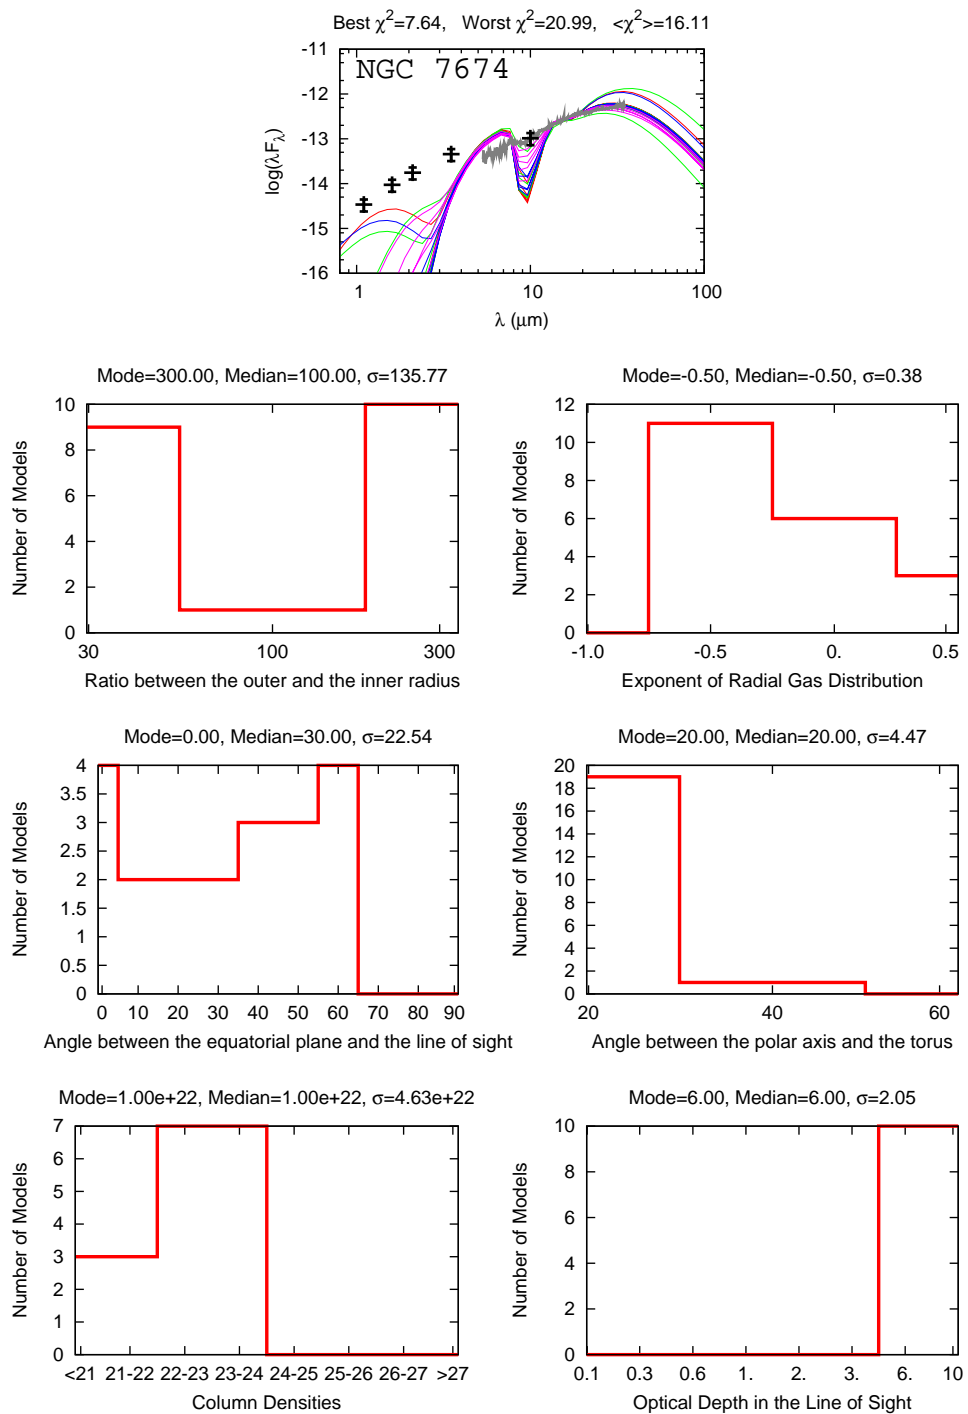 Best χ²=7.64, Worst χ²=20.99, <χ²>=16.11
NGC 7674
log(λFλ)
-11
-12
-13
-14
-15
-16
1 10 100
λ (μm)
Mode=300.00, Median=100.00, σ=135.77
Number of Models
10
8
6
4
2
0
30 100 300
Ratio between the outer and the inner radius
Mode=-0.50, Median=-0.50, σ=0.38
Number of Models
12
10
8
6
4
2
0
-1.0 -0.5 0. 0.5
Exponent of Radial Gas Distribution
Mode=0.00, Median=30.00, σ=22.54
Number of Models
4
3.5
3
2.5
2
1.5
1
0.5
0
0 10 20 30 40 50 60 70 80 90
Angle between the equatorial plane and the line of sight
Mode=20.00, Median=20.00, σ=4.47
Number of Models
20
18
16
14
12
10
8
6
4
2
0
20 40 60
Angle between the polar axis and the torus
Mode=1.00e+22, Median=1.00e+22, σ=4.63e+22
Number of Models
7
6
5
4
3
2
1
0
<21 21-22 22-23 23-24 24-25 25-26 26-27 >27
Column Densities
Mode=6.00, Median=6.00, σ=2.05
Number of Models
10
8
6
4
2
0
0.1 0.3 0.6 1. 2. 3. 6. 10
Optical Depth in the Line of Sight